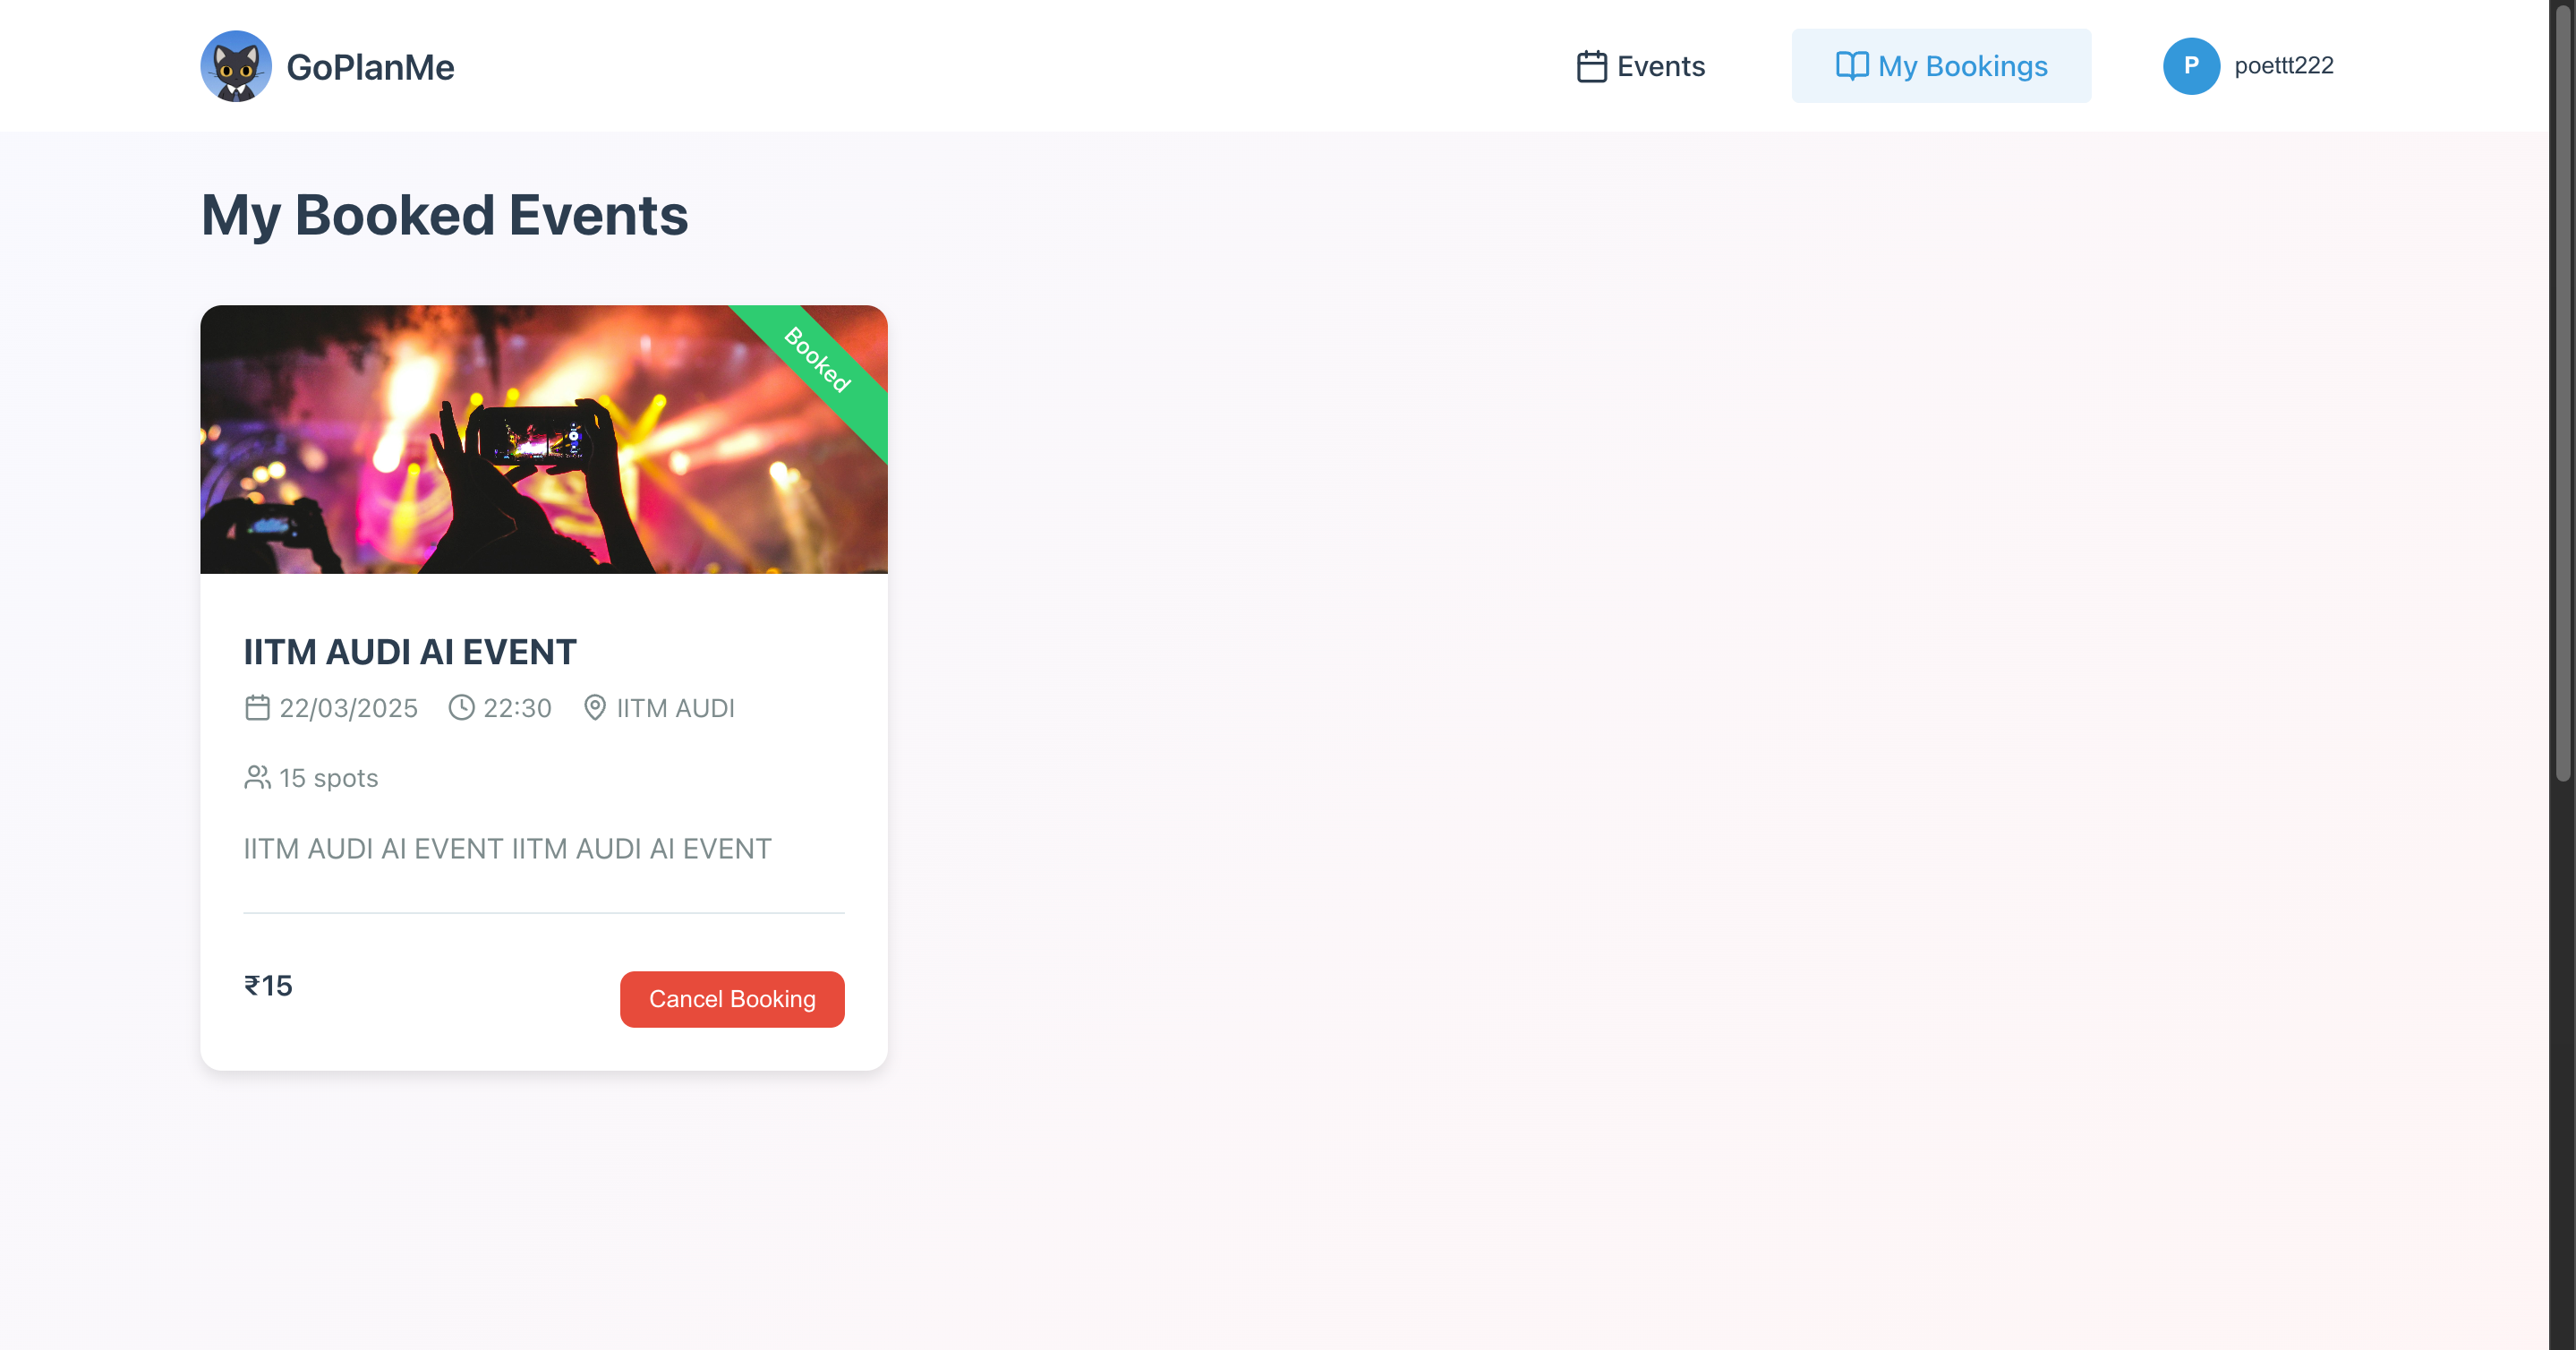 GoPlanMe
Events
My Bookings
P
poettt222
My Booked Events
Booked
IITM AUDI AI EVENT
22/03/2025 22:30 IITM AUDI
15 spots
IITM AUDI AI EVENT IITM AUDI AI EVENT
₹15
Cancel Booking